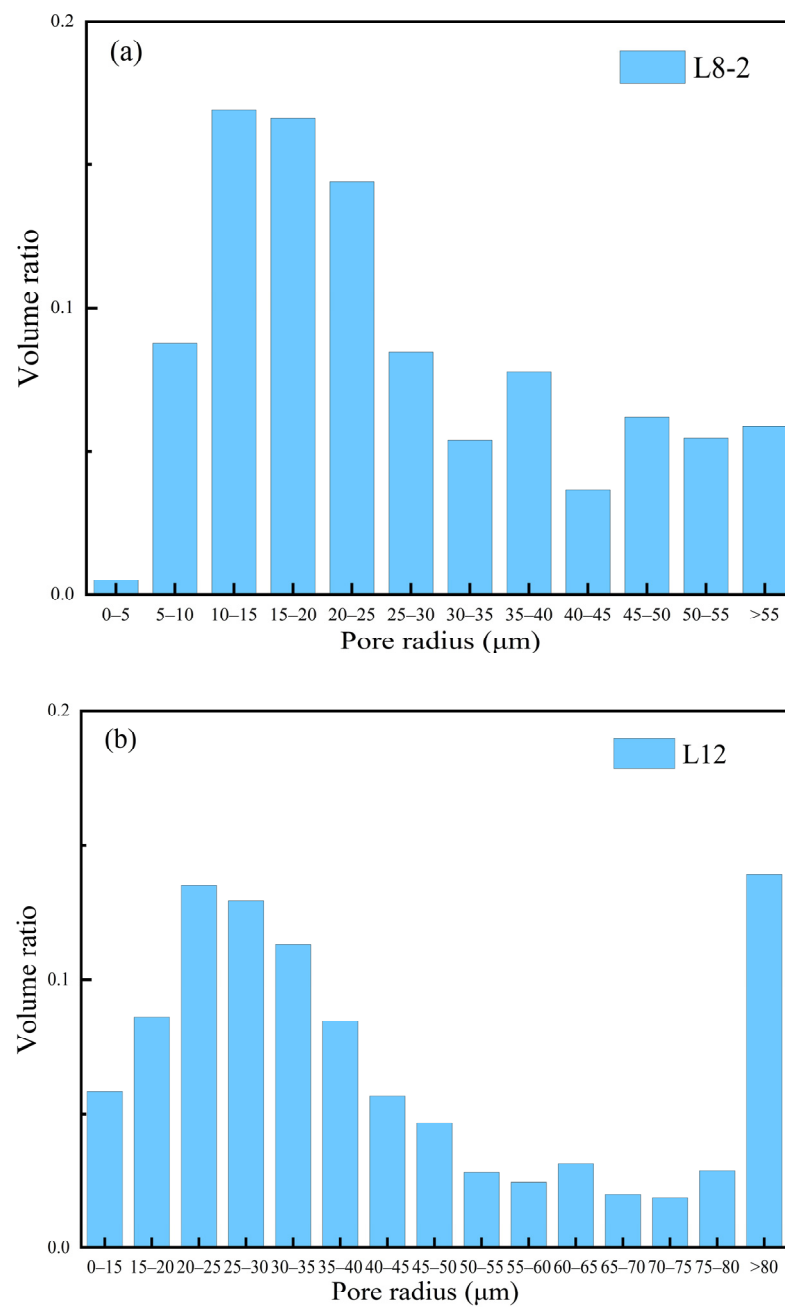 (a)
L8-2
0.2
0.1
0.0
Volume ratio
0–5 5–10 10–15 15–20 20–25 25–30 30–35 35–40 40–45 45–50 50–55 >55
Pore radius (μm)
(b)
L12
0.2
0.1
0.0
Volume ratio
0–15 15–20 20–25 25–30 30–35 35–40 40–45 45–50 50–55 55–60 60–65 65–70 70–75 75–80 >80
Pore radius (μm)